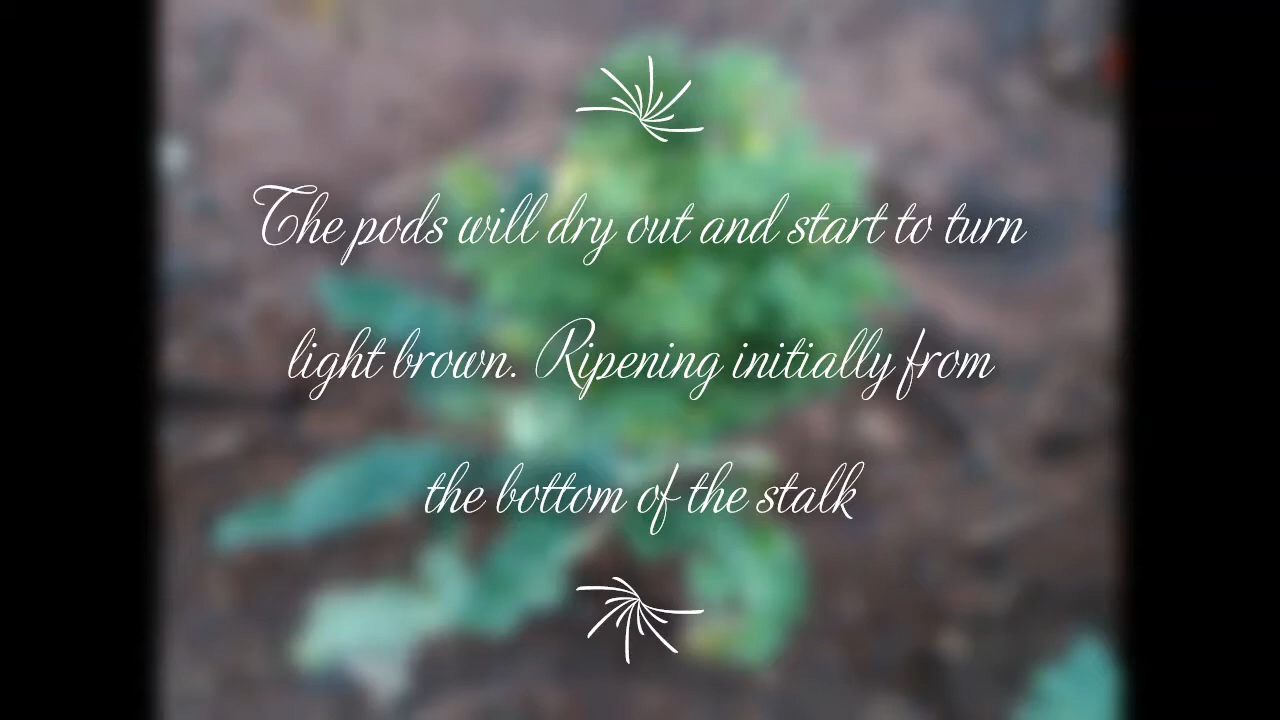 The pods will dry out and start to turn
light brown. Ripening initially from
the bottom of the stalk